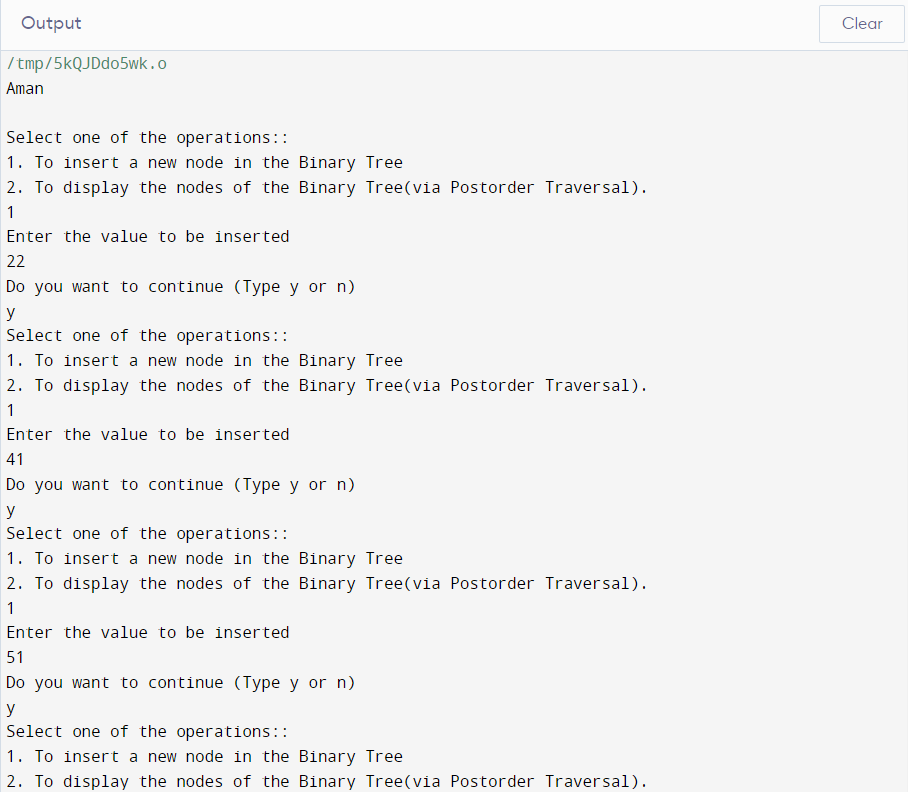 Output
Clear
/tmp/5kQJDdo5wk.o
Aman
Select one of the operations::
1. To insert a new node in the Binary Tree
2. To display the nodes of the Binary Tree(via Postorder Traversal).
1
Enter the value to be inserted
22
Do you want to continue (Type y or n)
y
Select one of the operations::
1. To insert a new node in the Binary Tree
2. To display the nodes of the Binary Tree(via Postorder Traversal).
1
Enter the value to be inserted
41
Do you want to continue (Type y or n)
y
Select one of the operations::
1. To insert a new node in the Binary Tree
2. To display the nodes of the Binary Tree(via Postorder Traversal).
1
Enter the value to be inserted
51
Do you want to continue (Type y or n)
y
Select one of the operations::
1. To insert a new node in the Binary Tree
2. To display the nodes of the Binary Tree(via Postorder Traversal).